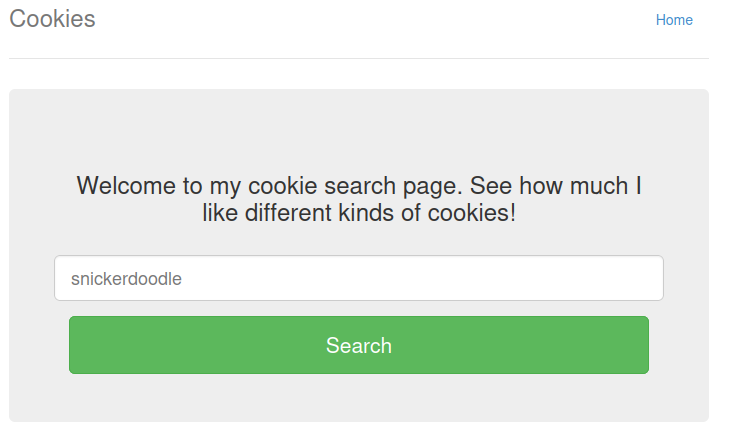 Cookies
Home
Welcome to my cookie search page. See how much I
like different kinds of cookies!
snickerdoodle
Search